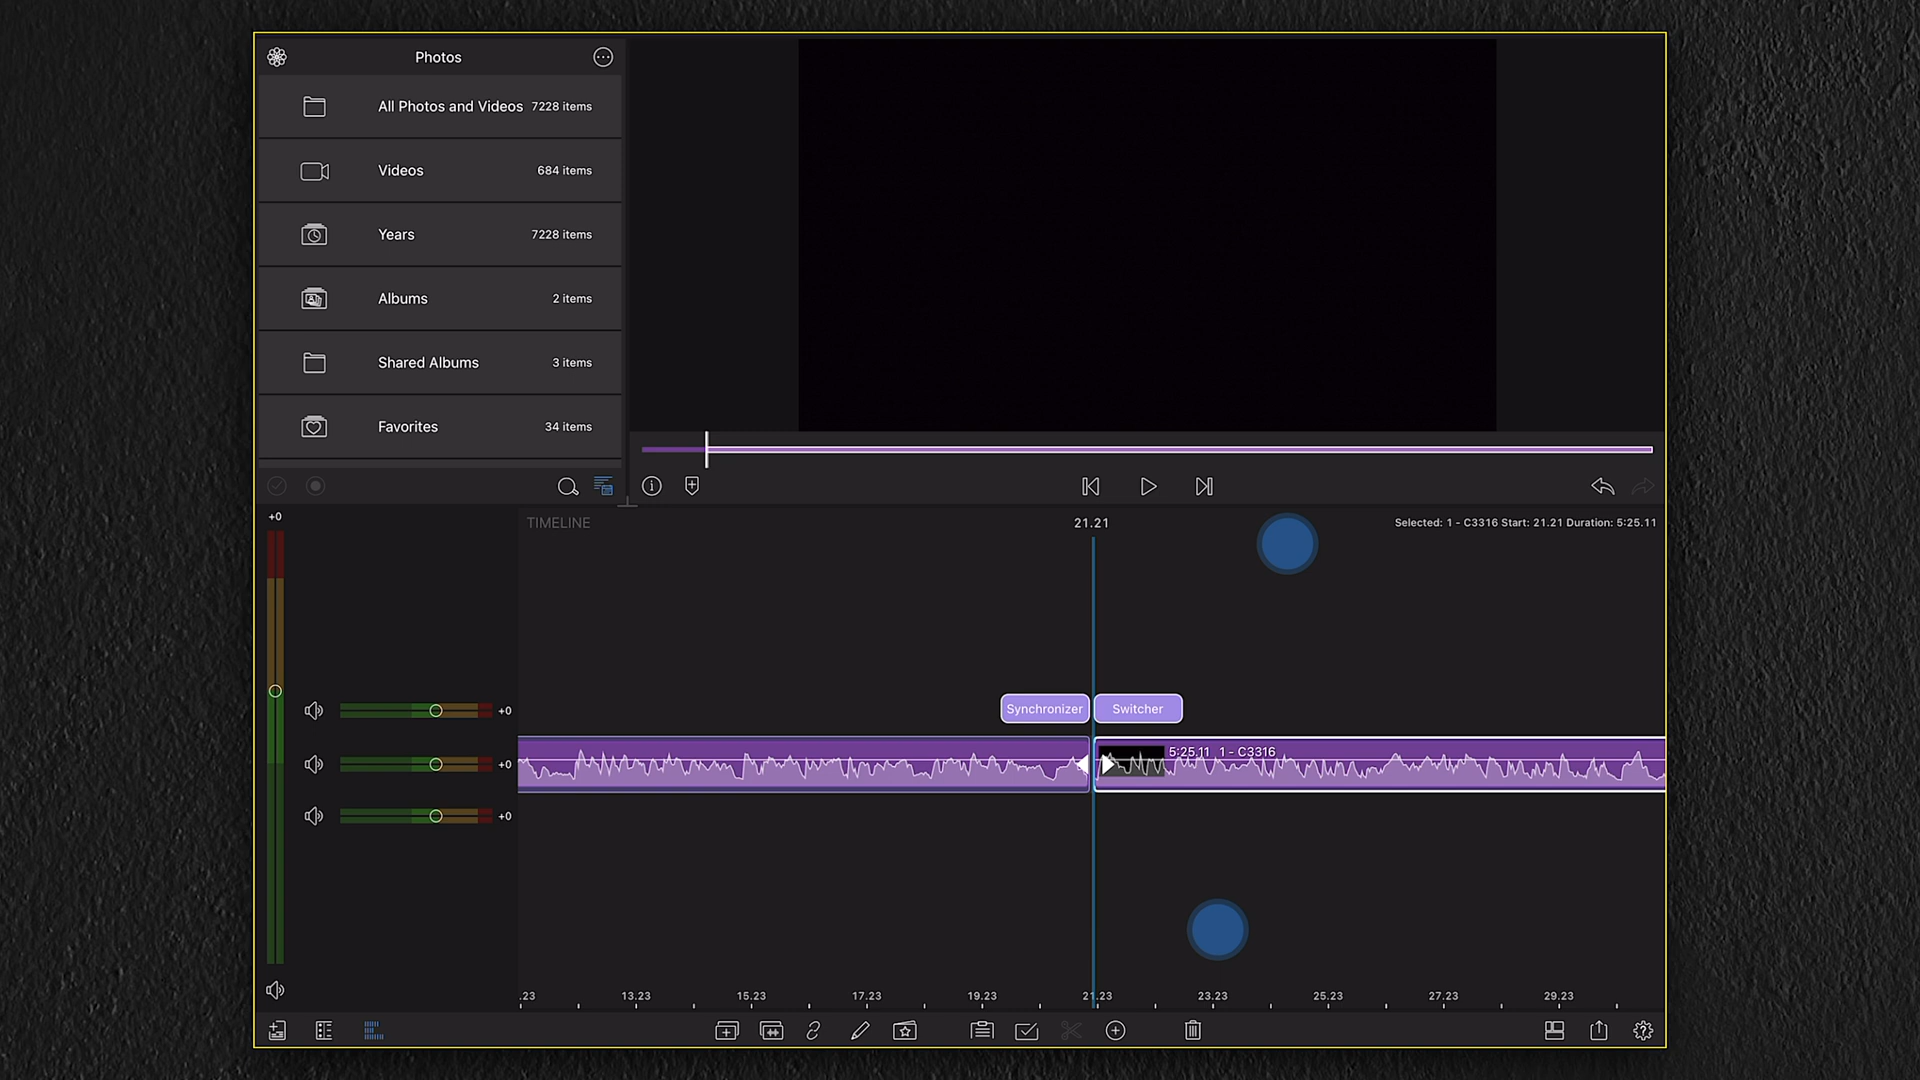 Photos
All Photos and Videos 7228 items
Videos 684 items
Years 7228 items
Albums 2 items
Shared Albums 3 items
Favorites 34 items
+0
TIMELINE
21.21
Selected: 1 - C3316 Start: 21.21 Duration: 5:25.11
+0
Synchronizer
Switcher
+0
5:25.11 1 - C3316
+0
.23 13.23 15.23 17.23 19.23 21.23 23.23 25.23 27.23 29.23